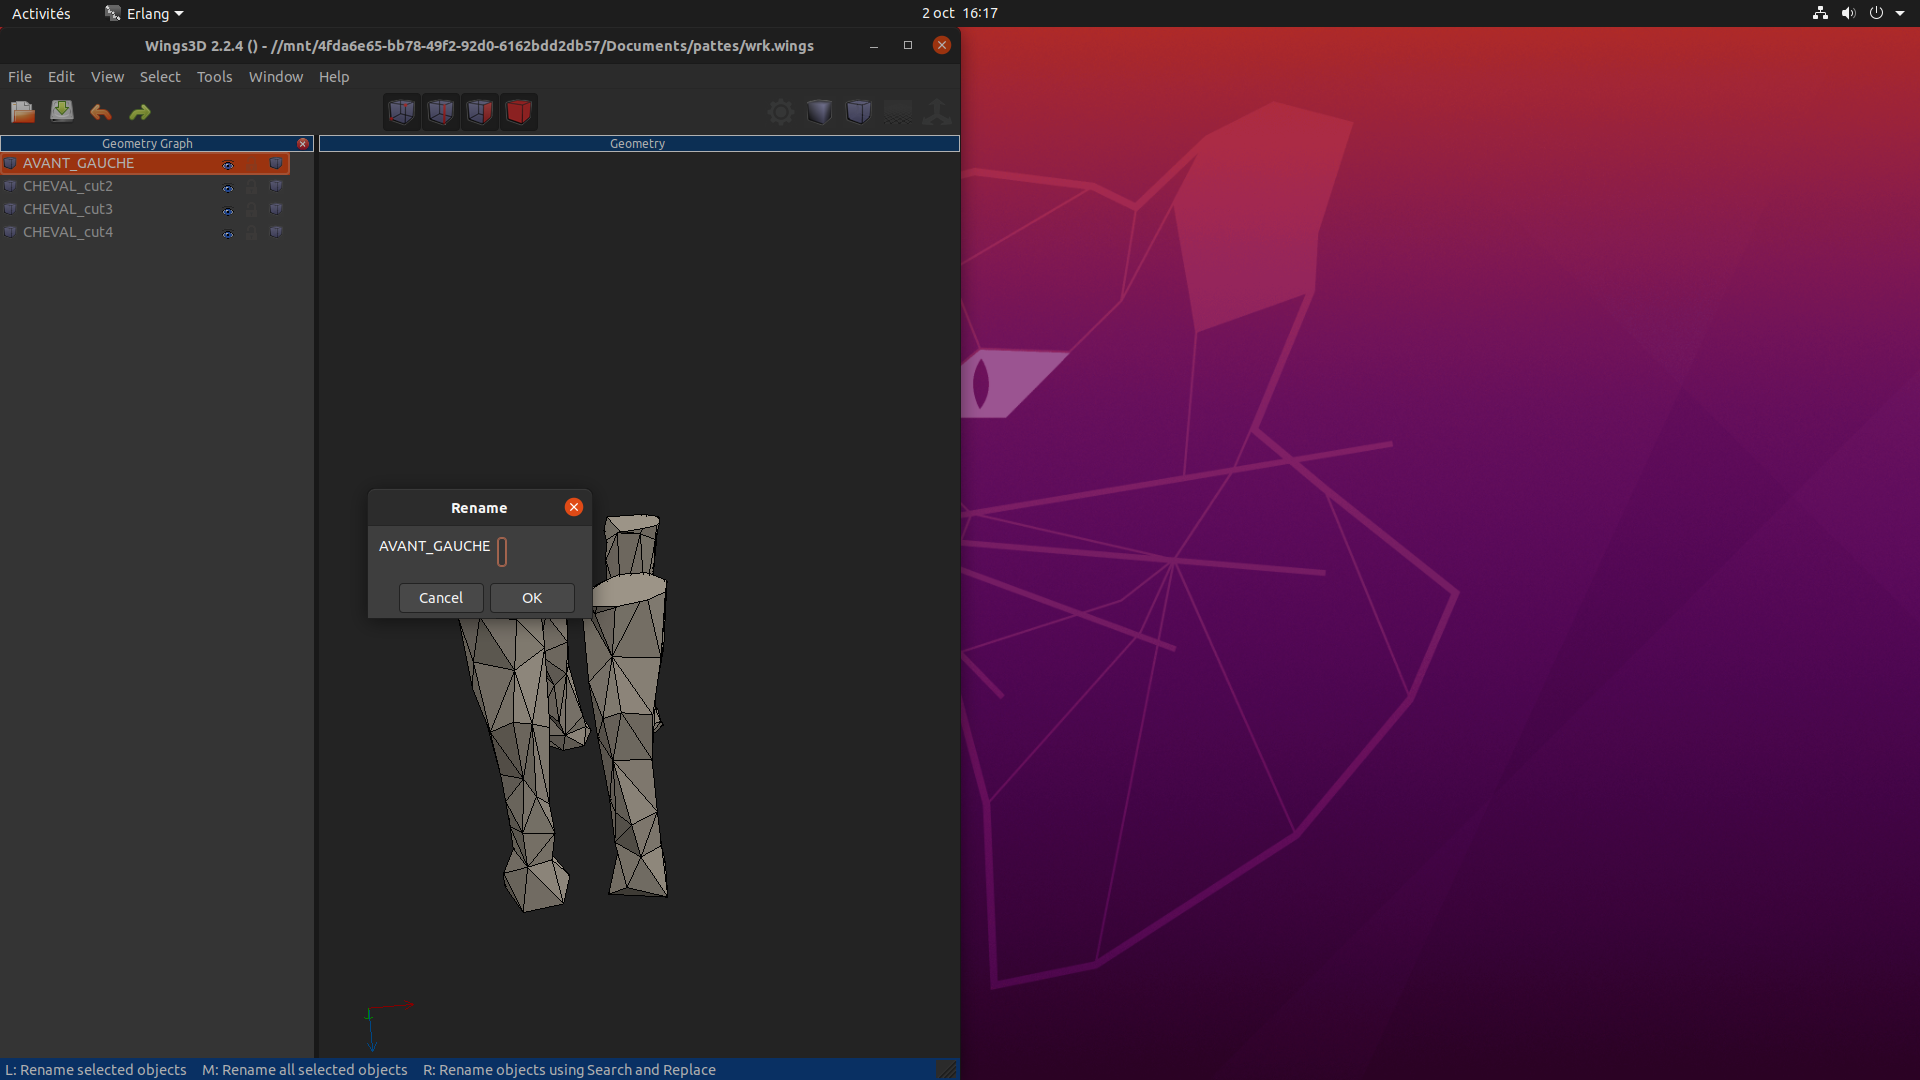 Activités Erlang 2 oct 16:17
Wings3D 2.2.4 () - //mnt/4fda6e65-bb78-49f2-92d0-6162bdd2db57/Documents/pattes/wrk.wings
File Edit View Select Tools Window Help
Geometry Graph
Geometry
AVANT_GAUCHE
CHEVAL_cut2
CHEVAL_cut3
CHEVAL_cut4
Rename
AVANT_GAUCHE
Cancel OK
L: Rename selected objects M: Rename all selected objects R: Rename objects using Search and Replace